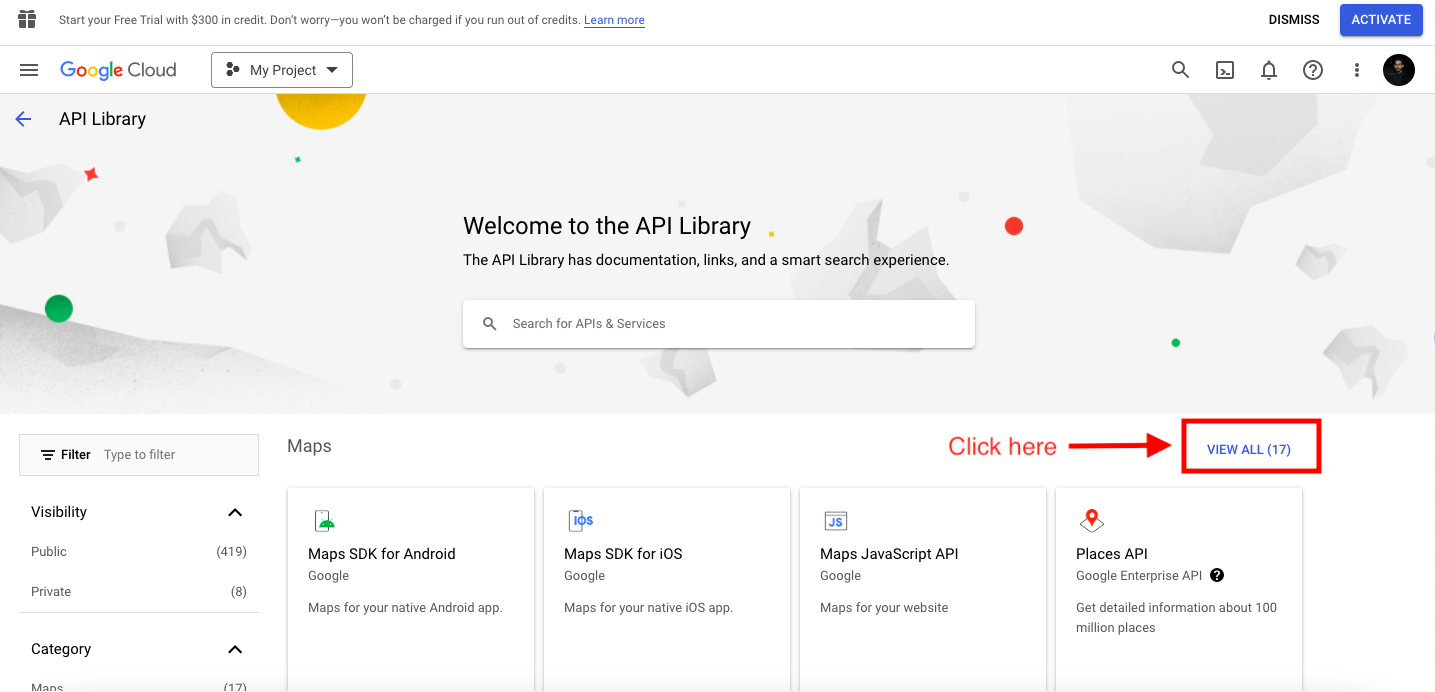 Start your Free Trial with $300 in credit. Don’t worry—you won’t be charged if you run out of credits. Learn more
DISMISS
ACTIVATE
Google Cloud
My Project
API Library
Welcome to the API Library
The API Library has documentation, links, and a smart search experience.
Search for APIs & Services
Filter Type to filter
Maps
Click here
VIEW ALL (17)
Visibility
Public (419)
Private (8)
Category
Maps (17)
Maps SDK for Android
Google
Maps for your native Android app.
iOS
Maps SDK for iOS
Google
Maps for your native iOS app.
JS
Maps JavaScript API
Google
Maps for your website
Places API
Google Enterprise API ?
Get detailed information about 100
million places